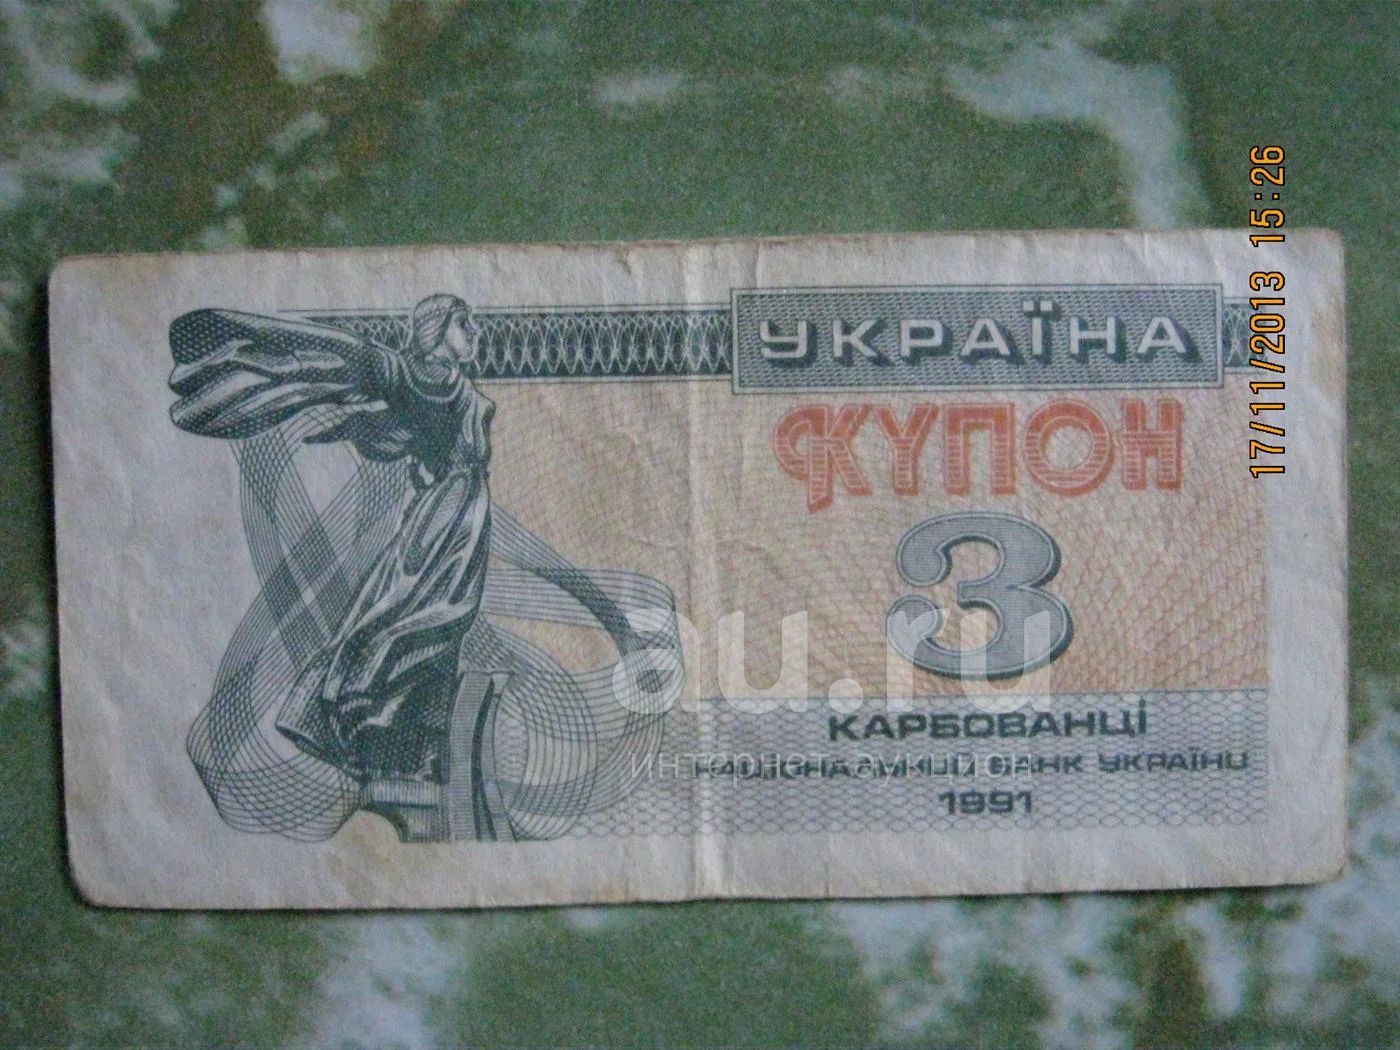 УКРАЇНА
КУПОН
3
КАРБОВАНЦІ
НАЦІОНАЛЬНИЙ БАНК УКРАЇНИ
1991
au.ru
интернет-аукцион
17/11/2013 15:26